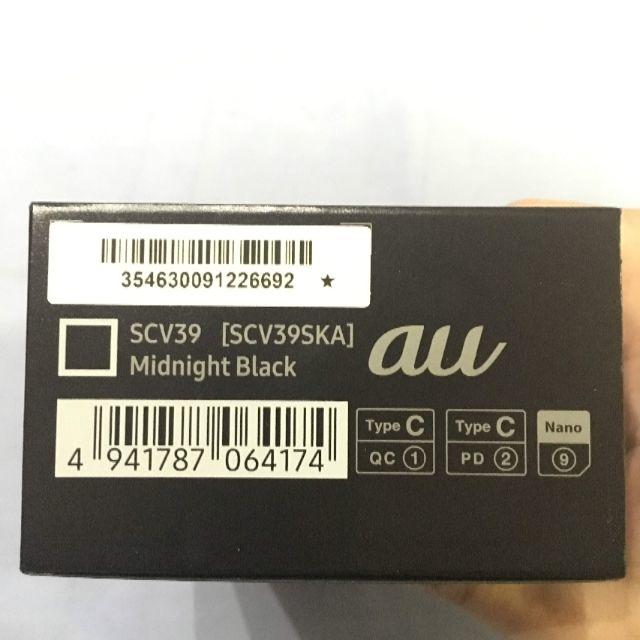 354630091226692 ★
SCV39 [SCV39SKA]
Midnight Black
au
4 941787 064174
Type C
QC ①
Type C
PD ②
Nano
⑨